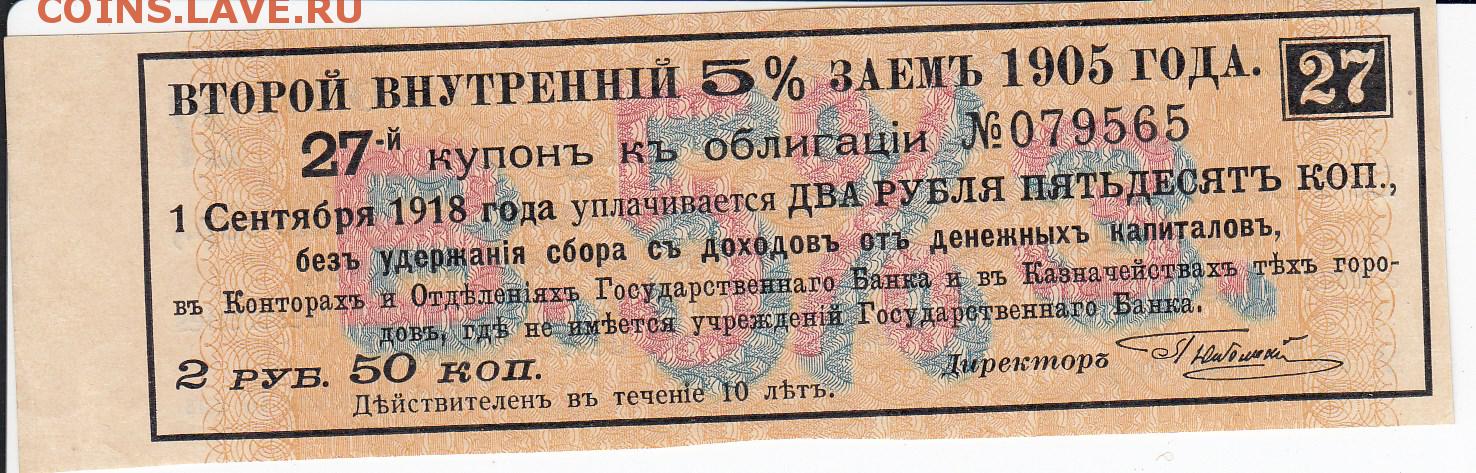 COINS.LAVE.RU
ВТОРОЙ ВНУТРЕННІЙ 5% ЗАЕМЪ 1905 ГОДА.
27
27-й купонъ къ облигаціи №079565
1 Сентября 1918 года уплачивается ДВА РУБЛЯ ПЯТЬДЕСЯТЪ КОП.,
безъ удержанія сбора съ доходовъ отъ денежныхъ капиталовъ,
въ Конторахъ и Отдѣленіяхъ Государственнаго Банка и въ Казначействахъ тѣхъ горо-
довъ, гдѣ не имѣется учрежденій Государственнаго Банка.
2 РУБ. 50 КОП.
Директоръ
Дѣйствителенъ въ теченіе 10 лѣтъ.